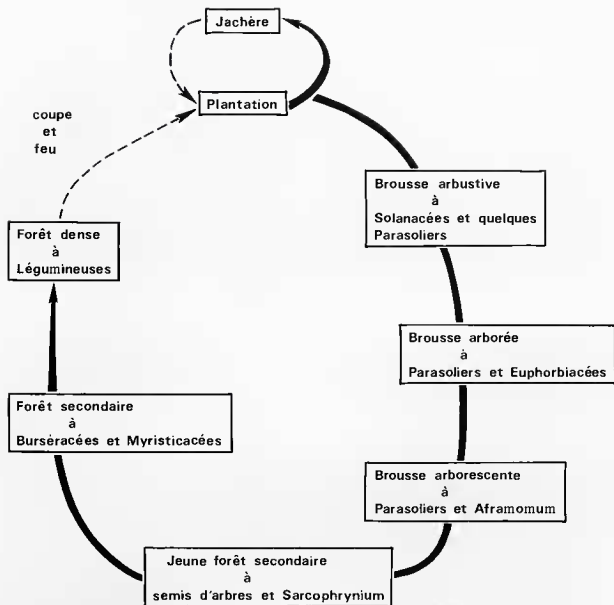 Jachère
Plantation
coupe
et
feu
Brousse arbustive
à
Solanacées et quelques
Parasoliers
Forêt dense
à
Légumineuses
Brousse arborée
à
Parasoliers et Euphorbiacées
Forêt secondaire
à
Burséracées et Myristicacées
Brousse arborescente
à
Parasoliers et Aframomum
Jeune forêt secondaire
à
semis d'arbres et Sarcophrynium